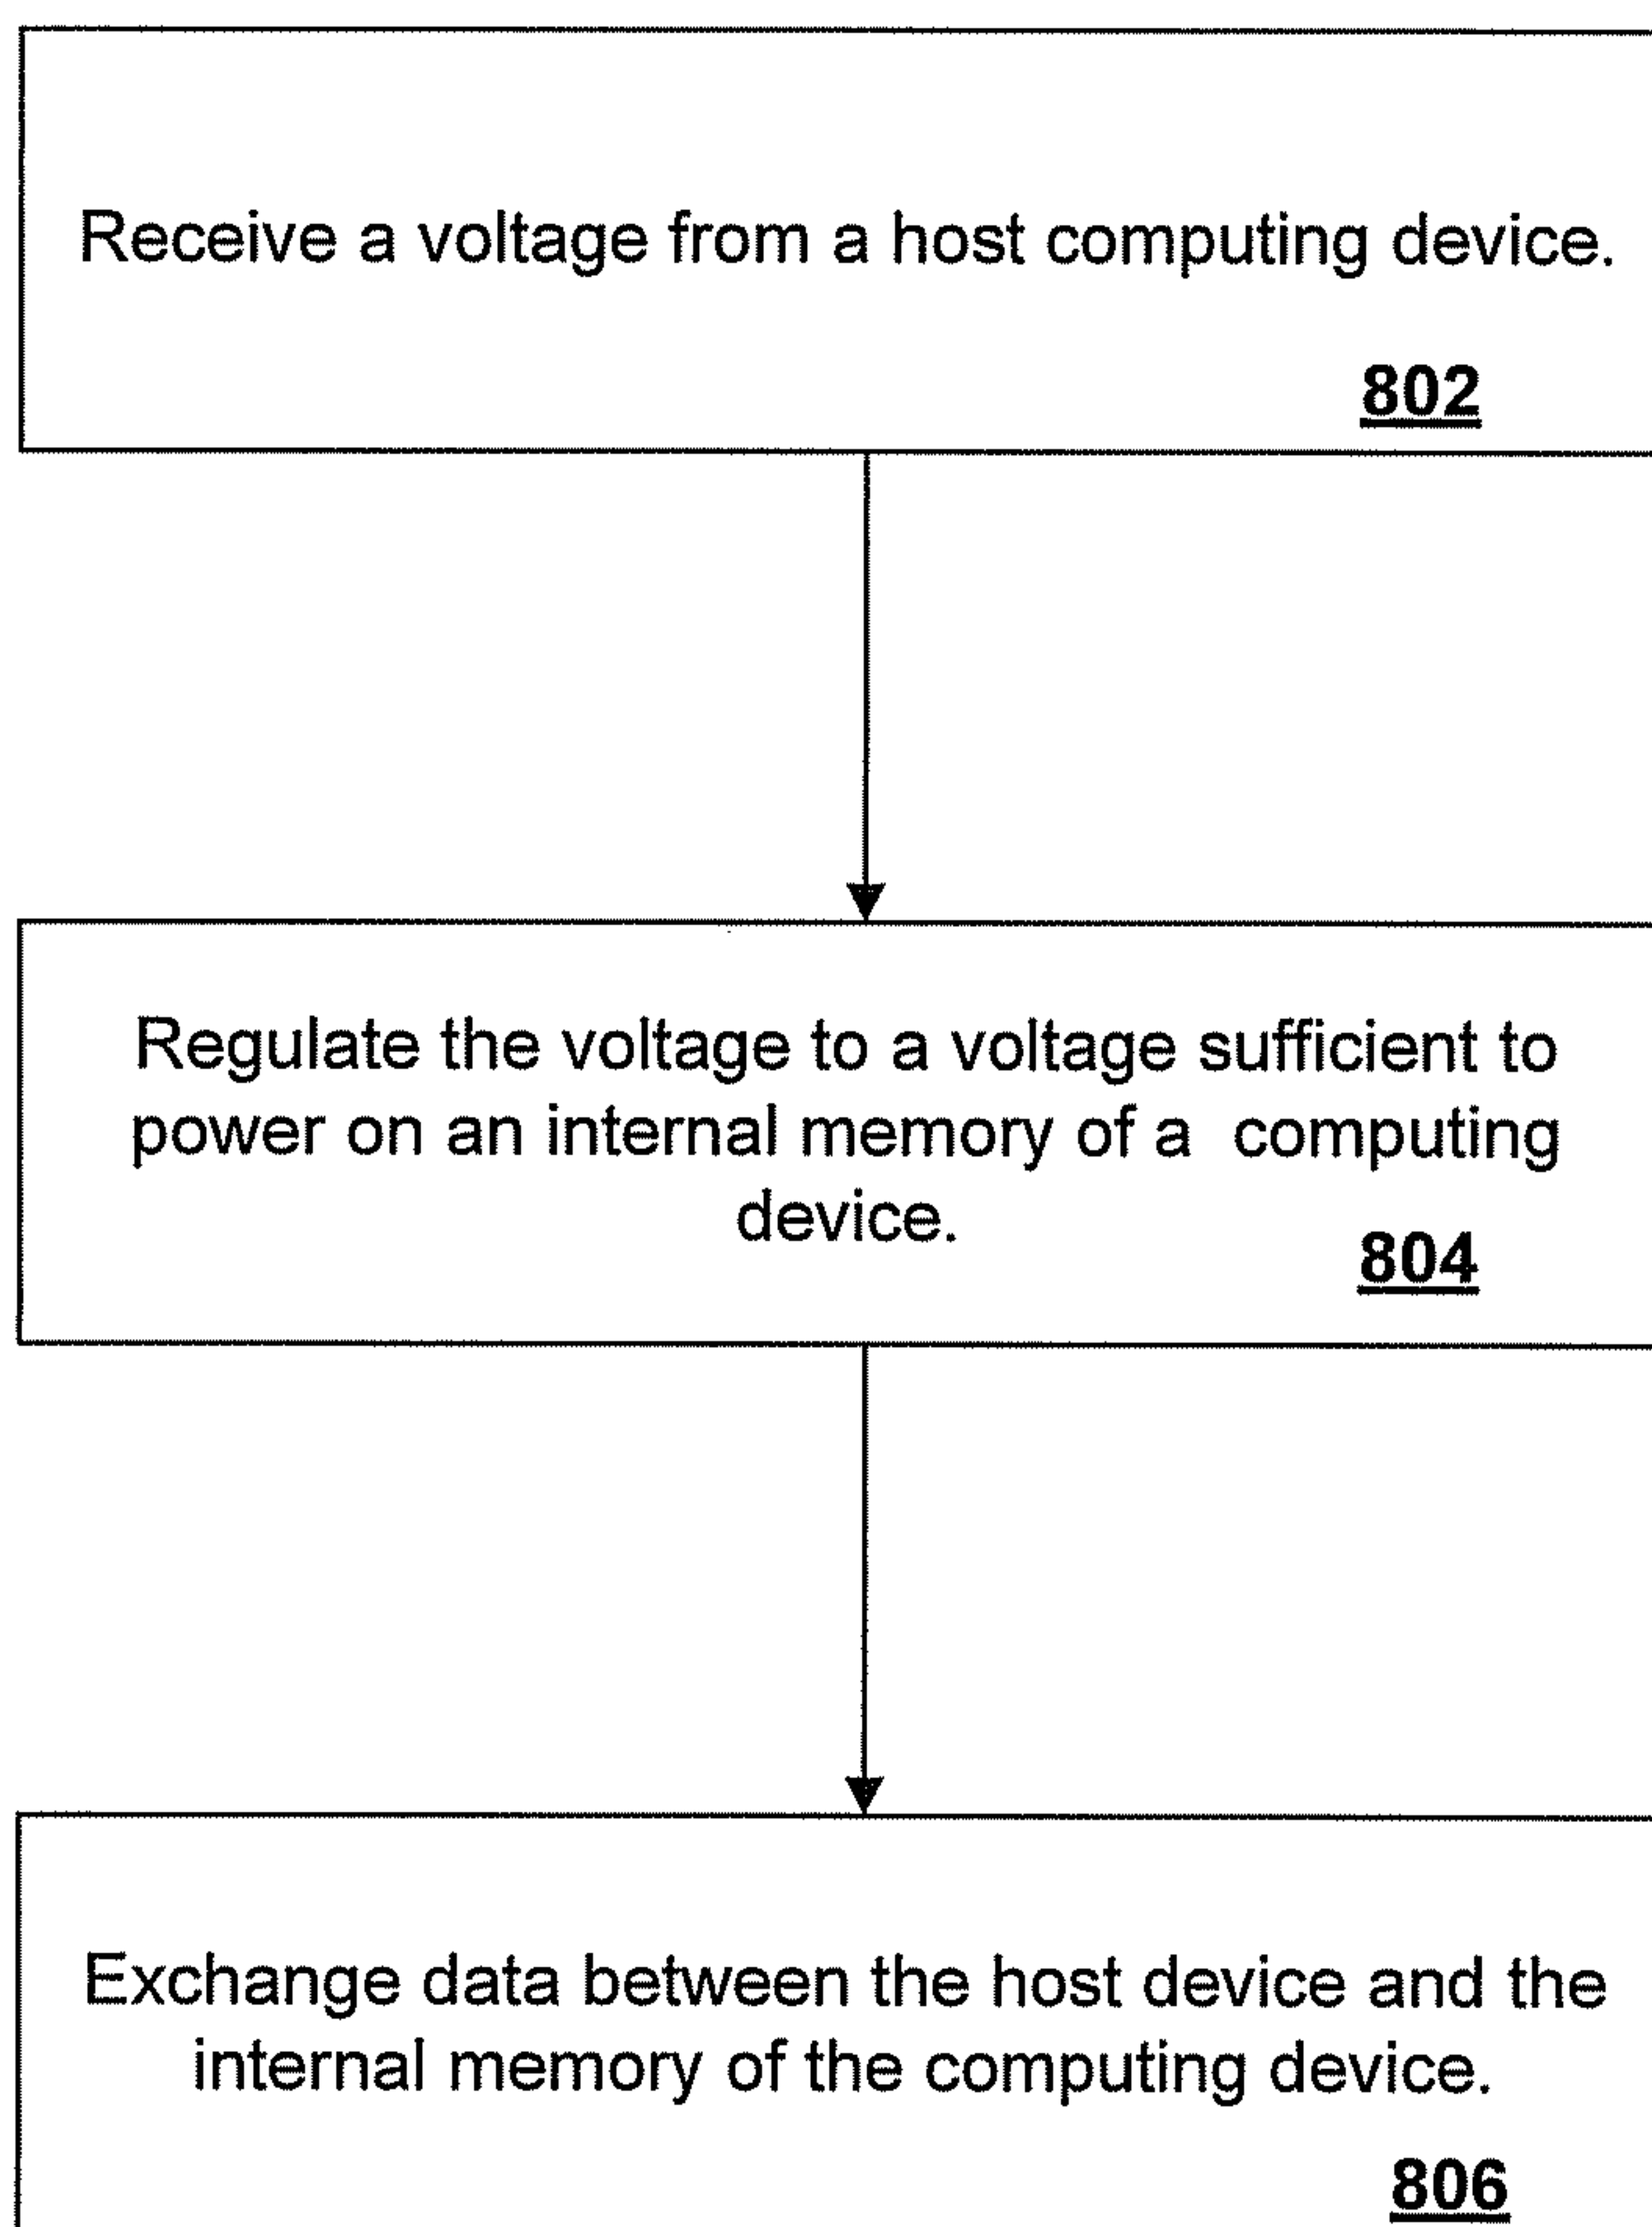 Receive a voltage from a host computing device.
802
Regulate the voltage to a voltage sufficient to
power on an internal memory of a computing
device.
804
Exchange data between the host device and the
internal memory of the computing device.
806